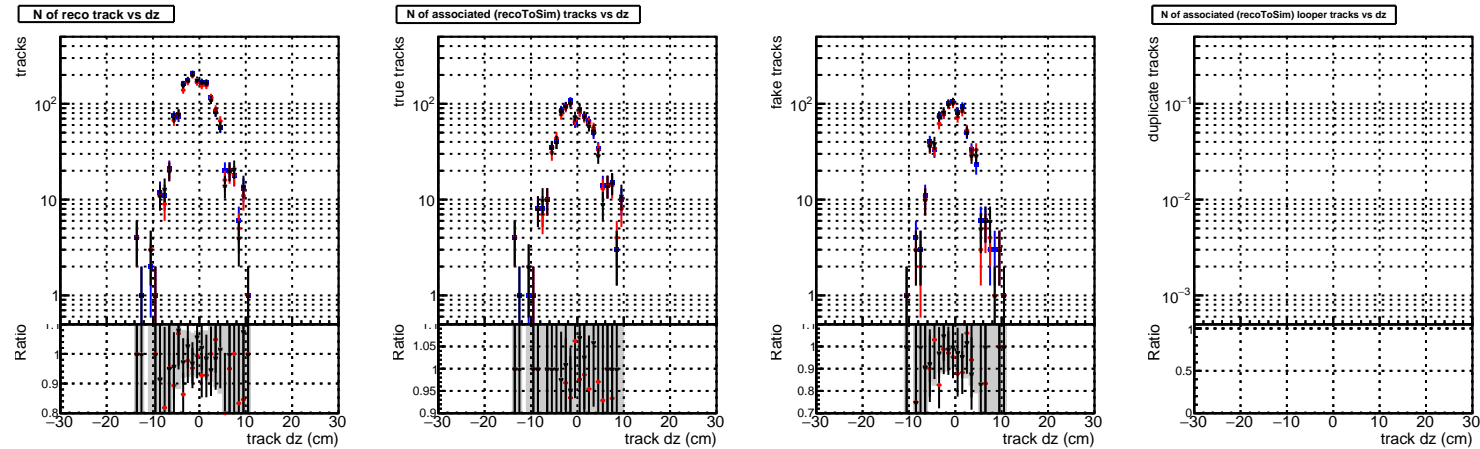 N of reco track vs dz
tracks
10²
10
1
Ratio
1.1
1
0.9
0.8
−30 −20 −10 0 10 20 30
track dz (cm)
N of associated (recoToSim) tracks vs dz
true tracks
10²
10
1
Ratio
1.05
1
0.95
0.9
−30 −20 −10 0 10 20 30
track dz (cm)
fake tracks
10²
10
1
Ratio
1.1
1
0.9
0.8
0.7
−30 −20 −10 0 10 20 30
track dz (cm)
N of associated (recoToSim) looper tracks vs dz
duplicate tracks
10⁻¹
10⁻²
10⁻³
Ratio
1
0.5
0
−30 −20 −10 0 10 20 30
track dz (cm)